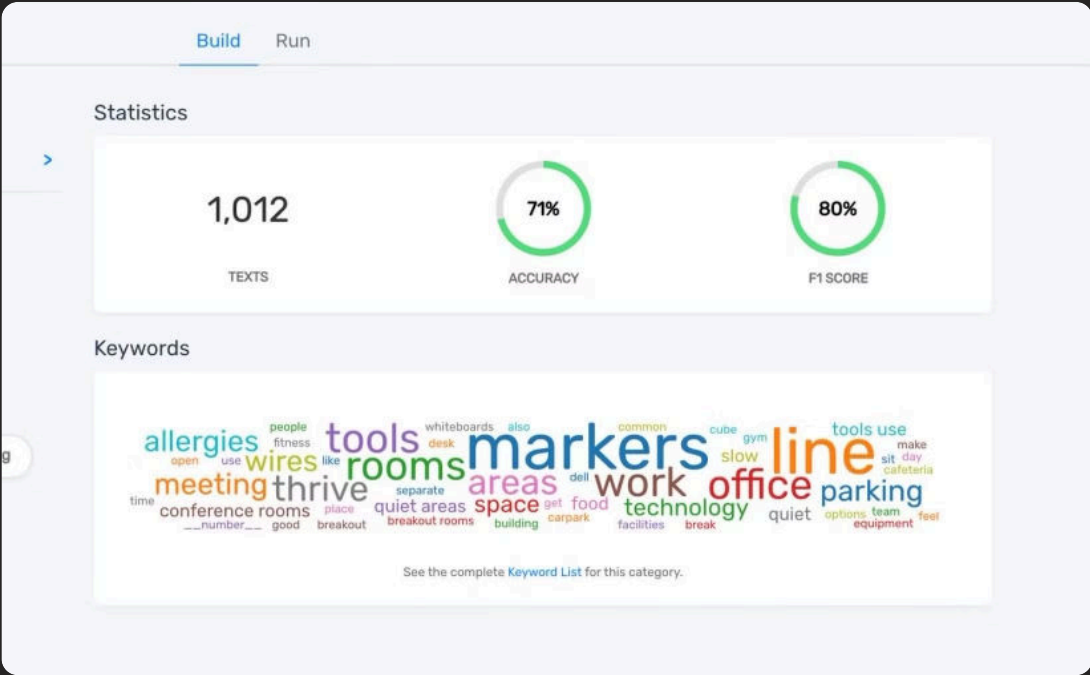 Build Run
Statistics
>
1,012 71% 80%
TEXTS ACCURACY F1 SCORE
Keywords
people whiteboards also common cube tools use
allergies fitness tools desk markers gym line make
open use wires like rooms slow sit day
cafeteria
meeting thrive separate areas dell work office parking
time conference rooms place quiet areas space get food technology quiet options team feel
__number__ good breakout breakout rooms building carpark facilities break equipment
g
See the complete Keyword List for this category.